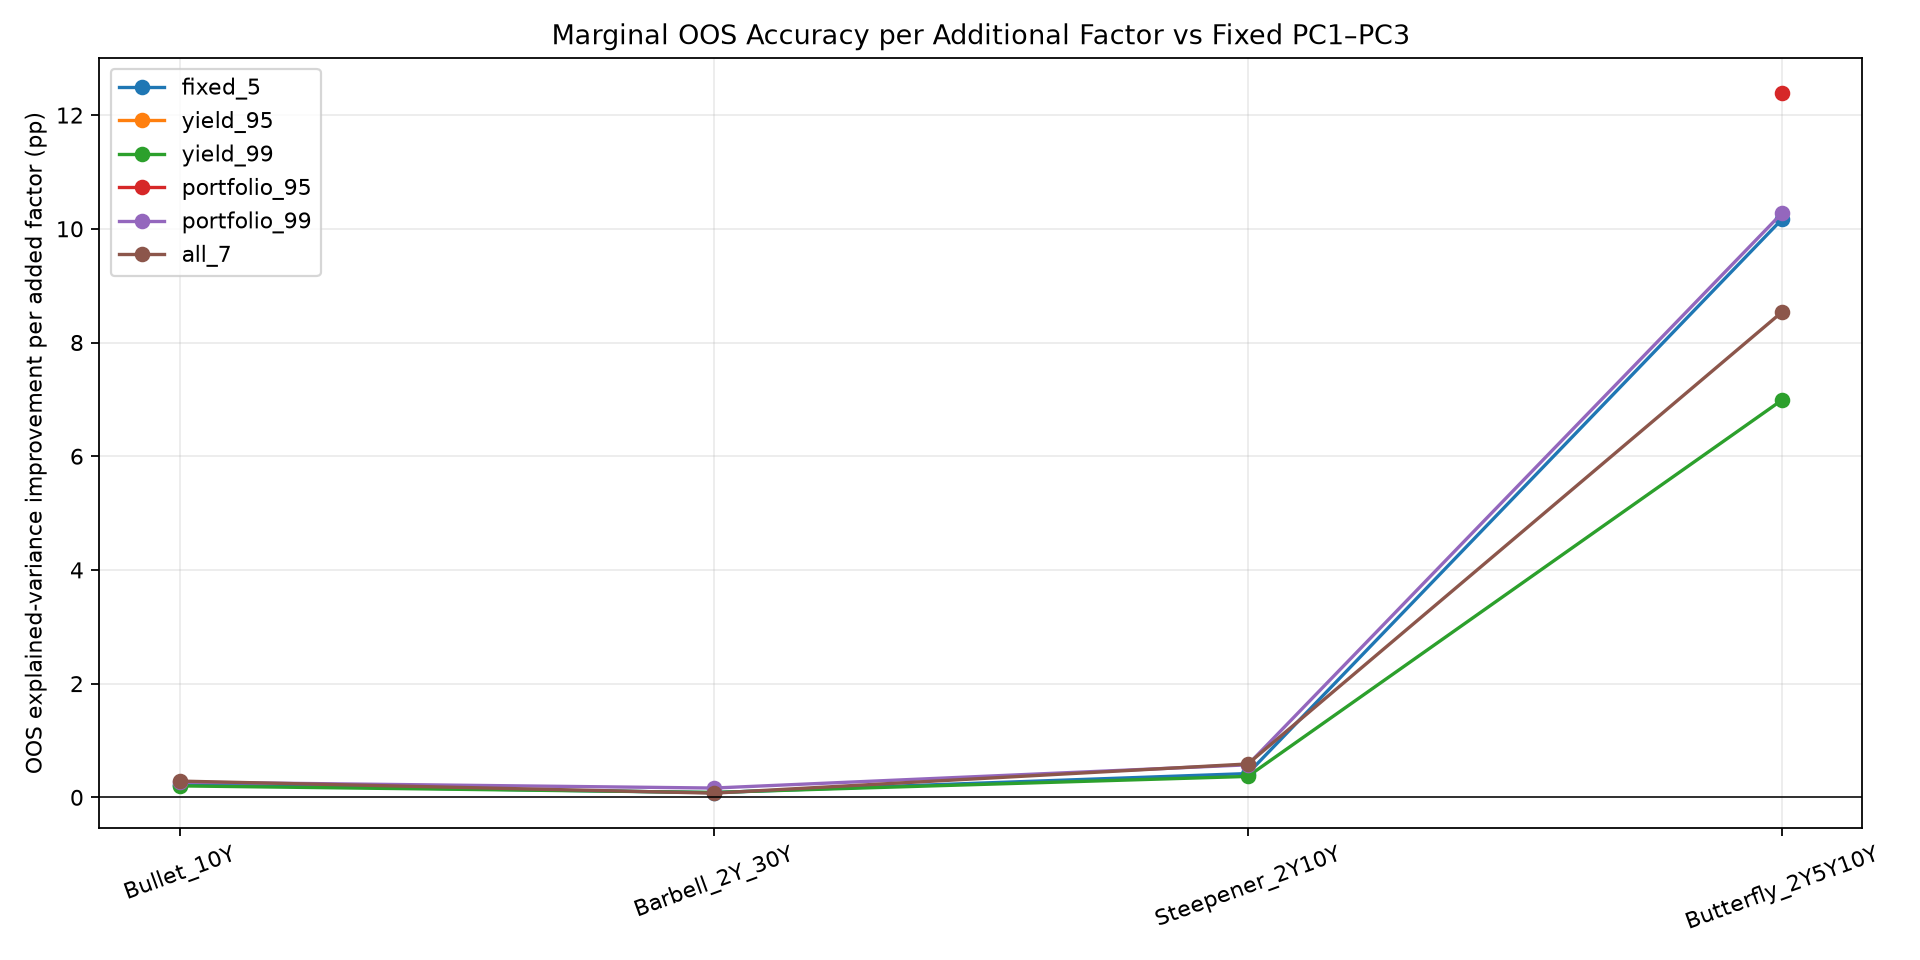 Marginal OOS Accuracy per Additional Factor vs Fixed PC1–PC3
OOS explained-variance improvement per added factor (pp)
fixed_5
yield_95
yield_99
portfolio_95
portfolio_99
all_7
12
10
8
6
4
2
0
Bullet_10Y
Barbell_2Y_30Y
Steepener_2Y10Y
Butterfly_2Y5Y10Y